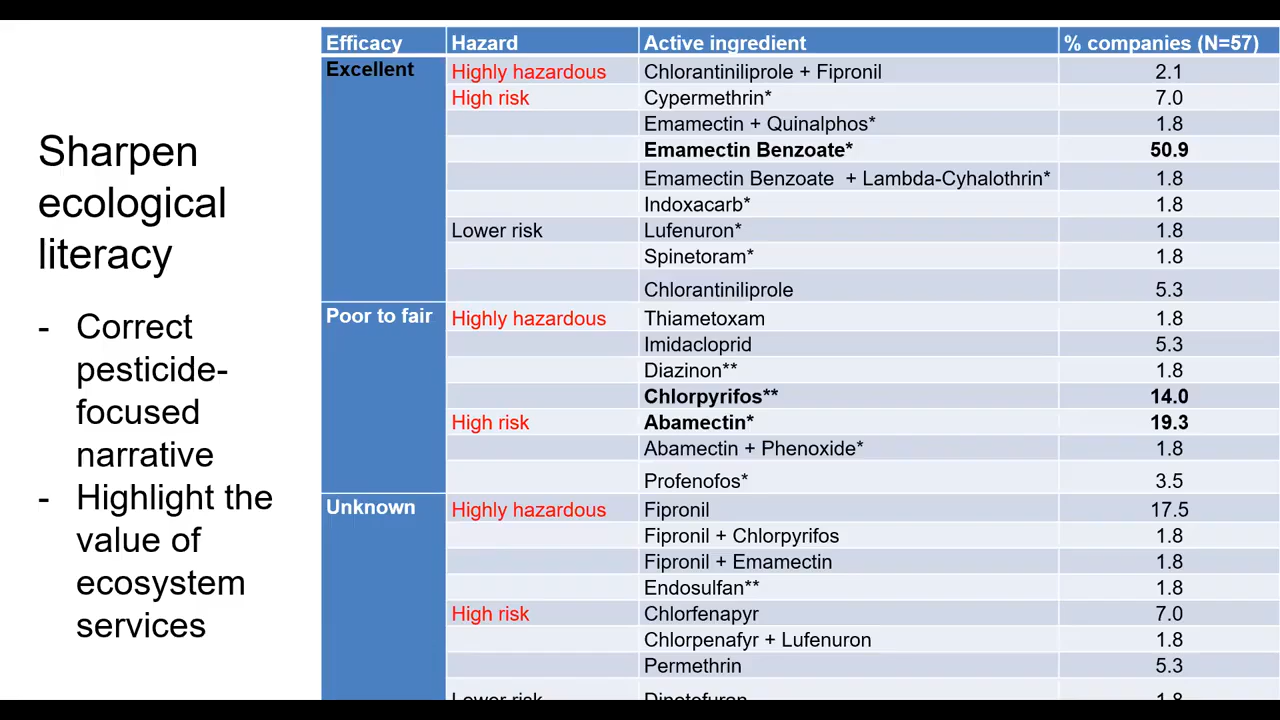 Sharpen
ecological
literacy
- Correct
pesticide-
focused
narrative
- Highlight the
value of
ecosystem
services
Efficacy Hazard Active ingredient % companies (N=57)
Excellent Highly hazardous Chlorantiniliprole + Fipronil 2.1
High risk Cypermethrin* 7.0
Emamectin + Quinalphos* 1.8
Emamectin Benzoate* 50.9
Emamectin Benzoate + Lambda-Cyhalothrin* 1.8
Indoxacarb* 1.8
Lower risk Lufenuron* 1.8
Spinetoram* 1.8
Chlorantiniliprole 5.3
Poor to fair Highly hazardous Thiametoxam 1.8
Imidacloprid 5.3
Diazinon** 1.8
Chlorpyrifos** 14.0
High risk Abamectin* 19.3
Abamectin + Phenoxide* 1.8
Profenofos* 3.5
Unknown Highly hazardous Fipronil 17.5
Fipronil + Chlorpyrifos 1.8
Fipronil + Emamectin 1.8
Endosulfan** 1.8
High risk Chlorfenapyr 7.0
Chlorpenafyr + Lufenuron 1.8
Permethrin 5.3
Lower risk Dinotefuran 1.8